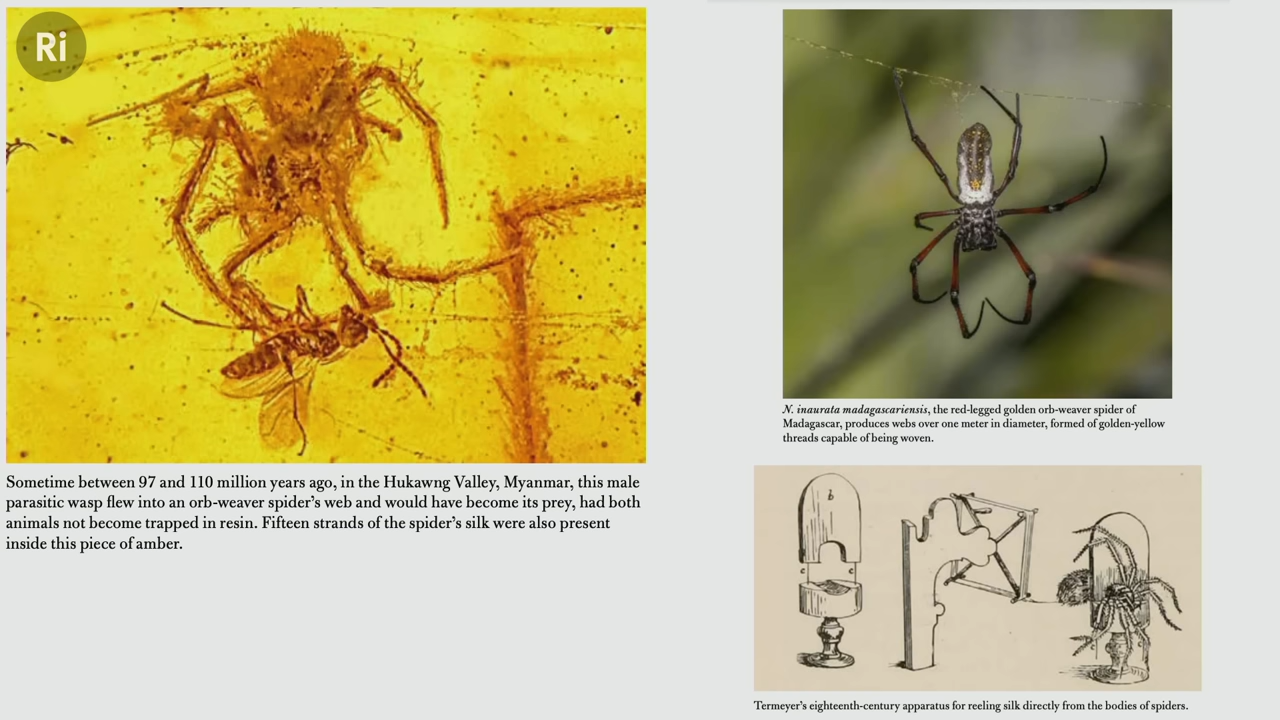 Ri
Sometime between 97 and 110 million years ago, in the Hukawng Valley, Myanmar, this male
parasitic wasp flew into an orb-weaver spider’s web and would have become its prey, had both
animals not become trapped in resin. Fifteen strands of the spider’s silk were also present
inside this piece of amber.
N. inaurata madagascariensis, the red-legged golden orb-weaver spider of
Madagascar, produces webs over one meter in diameter, formed of golden-yellow
threads capable of being woven.
b
c c
Termeyer’s eighteenth-century apparatus for reeling silk directly from the bodies of spiders.